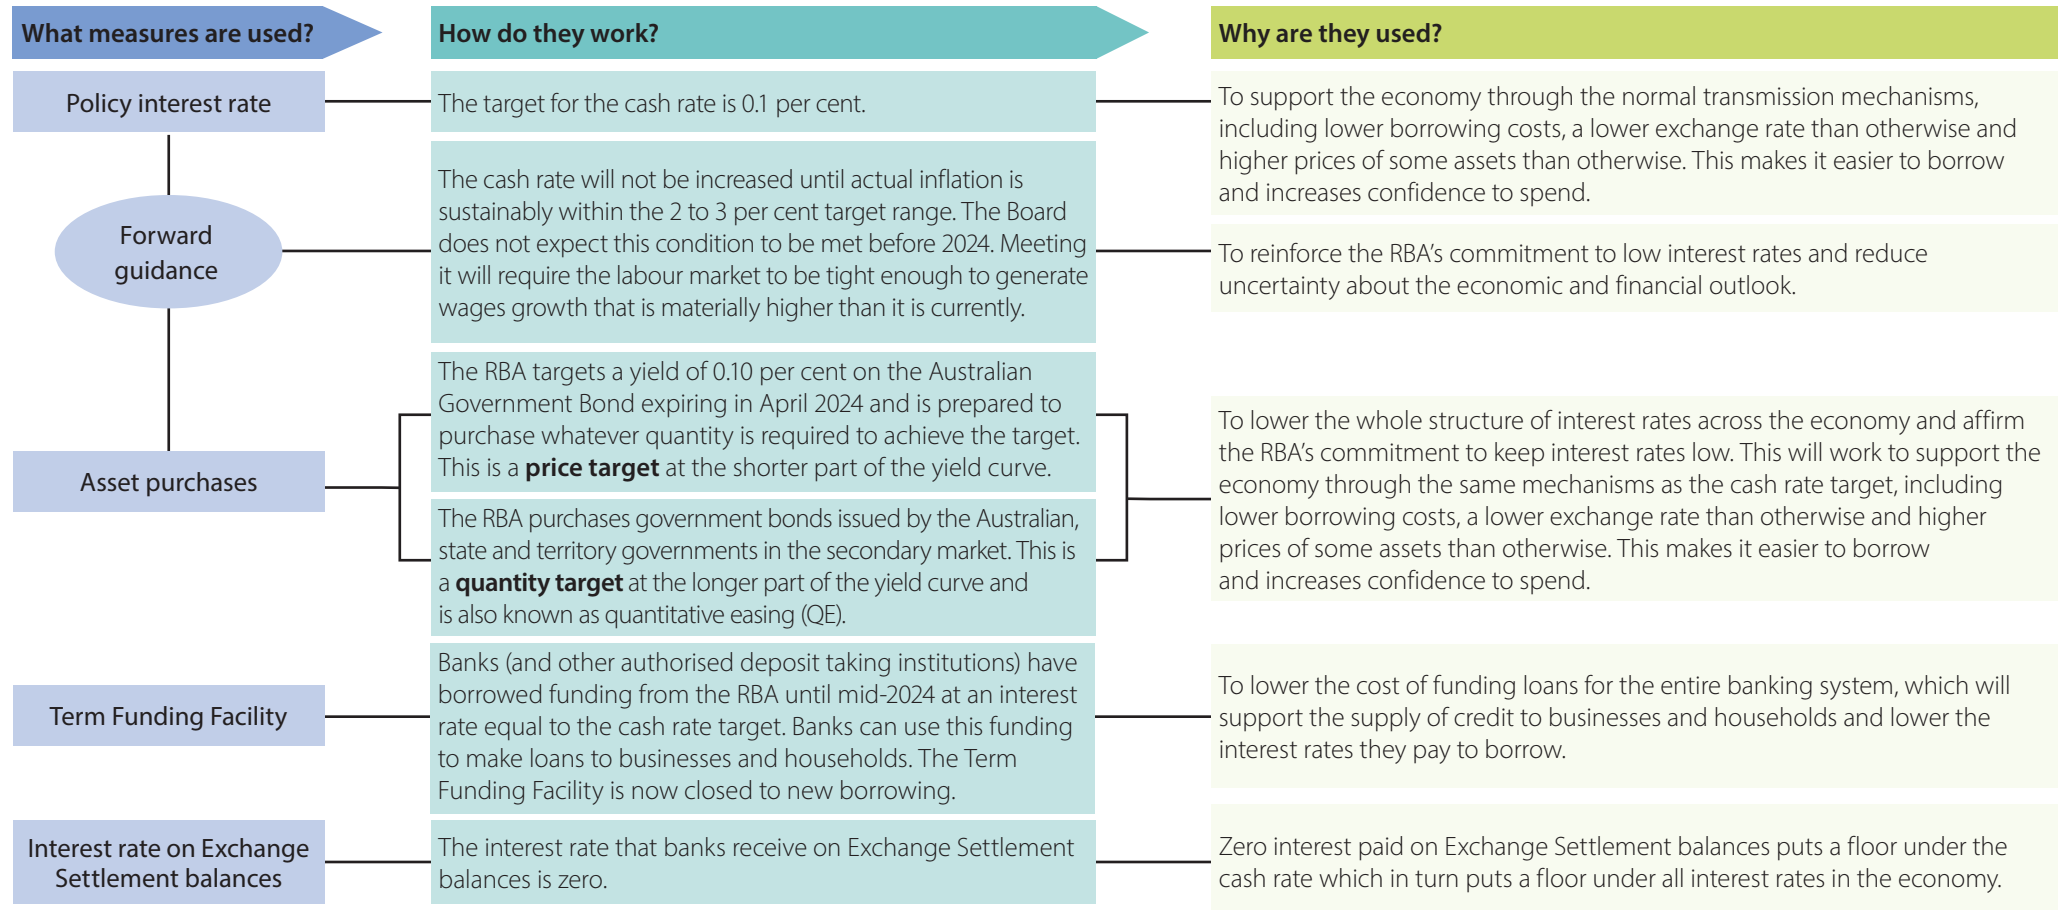 What measures are used?
How do they work?
Why are they used?
Policy interest rate
The target for the cash rate is 0.1 per cent.
To support the economy through the normal transmission mechanisms,
including lower borrowing costs, a lower exchange rate than otherwise and
higher prices of some assets than otherwise. This makes it easier to borrow
and increases confidence to spend.
Forward
guidance
The cash rate will not be increased until actual inflation is
sustainably within the 2 to 3 per cent target range. The Board
does not expect this condition to be met before 2024. Meeting
it will require the labour market to be tight enough to generate
wages growth that is materially higher than it is currently.
To reinforce the RBA's commitment to low interest rates and reduce
uncertainty about the economic and financial outlook.
Asset purchases
The RBA targets a yield of 0.10 per cent on the Australian
Government Bond expiring in April 2024 and is prepared to
purchase whatever quantity is required to achieve the target.
This is a price target at the shorter part of the yield curve.
The RBA purchases government bonds issued by the Australian,
state and territory governments in the secondary market. This is
a quantity target at the longer part of the yield curve and
is also known as quantitative easing (QE).
To lower the whole structure of interest rates across the economy and affirm
the RBA's commitment to keep interest rates low. This will work to support the
economy through the same mechanisms as the cash rate target, including
lower borrowing costs, a lower exchange rate than otherwise and higher
prices of some assets than otherwise. This makes it easier to borrow
and increases confidence to spend.
Term Funding Facility
Banks (and other authorised deposit taking institutions) have
borrowed funding from the RBA until mid-2024 at an interest
rate equal to the cash rate target. Banks can use this funding
to make loans to businesses and households. The Term
Funding Facility is now closed to new borrowing.
To lower the cost of funding loans for the entire banking system, which will
support the supply of credit to businesses and households and lower the
interest rates they pay to borrow.
Interest rate on Exchange
Settlement balances
The interest rate that banks receive on Exchange Settlement
balances is zero.
Zero interest paid on Exchange Settlement balances puts a floor under the
cash rate which in turn puts a floor under all interest rates in the economy.